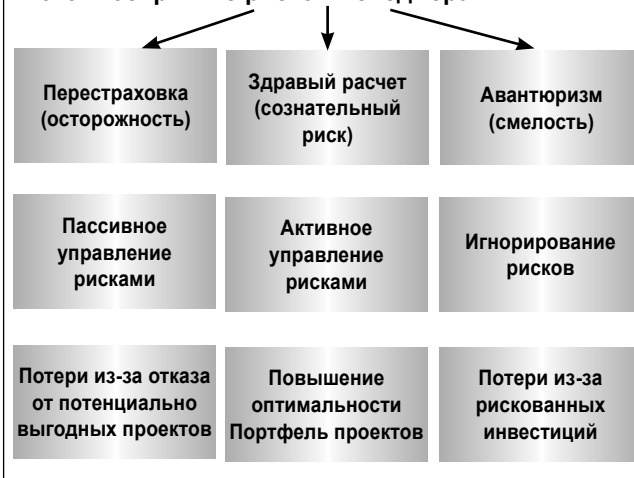 Перестраховка
(осторожность)
Здравый расчет
(сознательный
риск)
Авантюризм
(смелость)
Пассивного
управление
рисками
Активное
управление
рисками
Игнорирование
рисков
Потери из-за отказа
от потенциально
выгодных проектов
Повышение
оптимальности
Портфель проектов
Потери из-за
рискованных
инвестиций